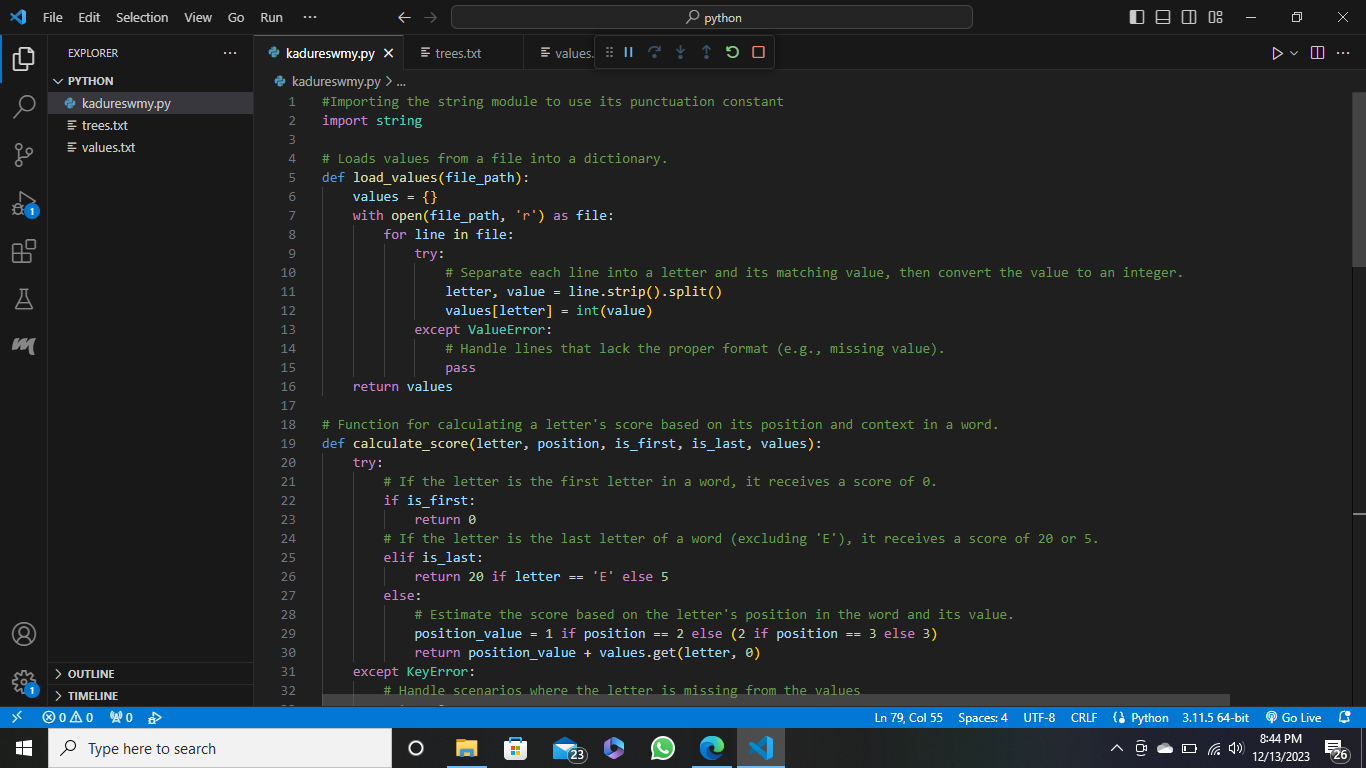 File Edit Selection View Go Run ··· python
EXPLORER ···
kadureswmy.py trees.txt values.
PYTHON
kadureswmy.py
trees.txt
values.txt
kadureswmy.py > ...
1 #Importing the string module to use its punctuation constant
2 import string
3
4 # Loads values from a file into a dictionary.
5 def load_values(file_path):
6 values = {}
7 with open(file_path, 'r') as file:
8 for line in file:
9 try:
10 # Separate each line into a letter and its matching value, then convert the value to an integer.
11 letter, value = line.strip().split()
12 values[letter] = int(value)
13 except ValueError:
14 # Handle lines that lack the proper format (e.g., missing value).
15 pass
16 return values
17
18 # Function for calculating a letter's score based on its position and context in a word.
19 def calculate_score(letter, position, is_first, is_last, values):
20 try:
21 # If the letter is the first letter in a word, it receives a score of 0.
22 if is_first:
23 return 0
24 # If the letter is the last letter of a word (excluding 'E'), it receives a score of 20 or 5.
25 elif is_last:
26 return 20 if letter == 'E' else 5
27 else:
28 # Estimate the score based on the letter's position in the word and its value.
29 position_value = 1 if position == 2 else (2 if position == 3 else 3)
30 return position_value + values.get(letter, 0)
31 except KeyError:
32 # Handle scenarios where the letter is missing from the values
1
1
OUTLINE
TIMELINE
0 0 0 Ln 79, Col 55 Spaces: 4 UTF-8 CRLF Python 3.11.5 64-bit Go Live
Type here to search 23 8:44 PM
12/13/2023 26